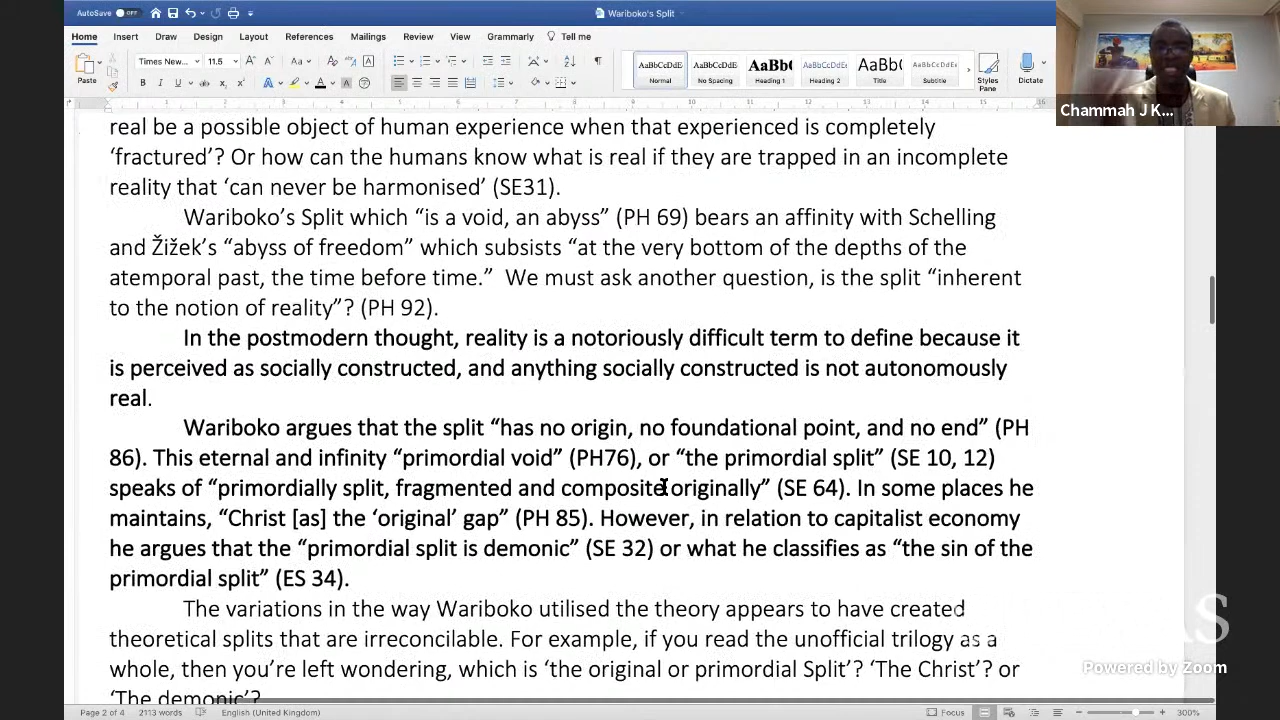 AutoSave OFF Wariboko's Split
Home Insert Draw Design Layout References Mailings Review View Grammarly Tell me
Paste Times New... 11.5 Aa A
B I U A A
AaBbCcDdE AaBbCcDdE AaBb( AaBbCcDdE AaBb( AaBbCcDdE
Normal No Spacing Heading 1 Heading 2 Title Subtitle Styles Pane Dictate
real be a possible object of human experience when that experienced is completely
‘fractured’? Or how can the humans know what is real if they are trapped in an incomplete
reality that ‘can never be harmonised’ (SE31).
Wariboko’s Split which “is a void, an abyss” (PH 69) bears an affinity with Schelling
and Žižek’s “abyss of freedom” which subsists “at the very bottom of the depths of the
atemporal past, the time before time.”  We must ask another question, is the split “inherent
to the notion of reality”? (PH 92).
In the postmodern thought, reality is a notoriously difficult term to define because it
is perceived as socially constructed, and anything socially constructed is not autonomously
real.
Wariboko argues that the split “has no origin, no foundational point, and no end” (PH
86). This eternal and infinity “primordial void” (PH76), or “the primordial split” (SE 10, 12)
speaks of “primordially split, fragmented and composite originally” (SE 64). In some places he
maintains, “Christ [as] the ‘original’ gap” (PH 85). However, in relation to capitalist economy
he argues that the “primordial split is demonic” (SE 32) or what he classifies as “the sin of the
primordial split” (ES 34).
The variations in the way Wariboko utilised the theory appears to have created
theoretical splits that are irreconcilable. For example, if you read the unofficial trilogy as a
whole, then you’re left wondering, which is ‘the original or primordial Split’? ‘The Christ’? or
‘The demonic’?
Page 2 of 4 2113 words English (United Kingdom) Focus 300%
Chammah J K...
AS
Powered by Zoom